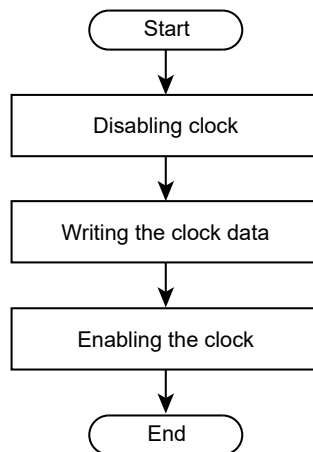 Start
Disabling clock
Writing the clock data
Enabling the clock
End